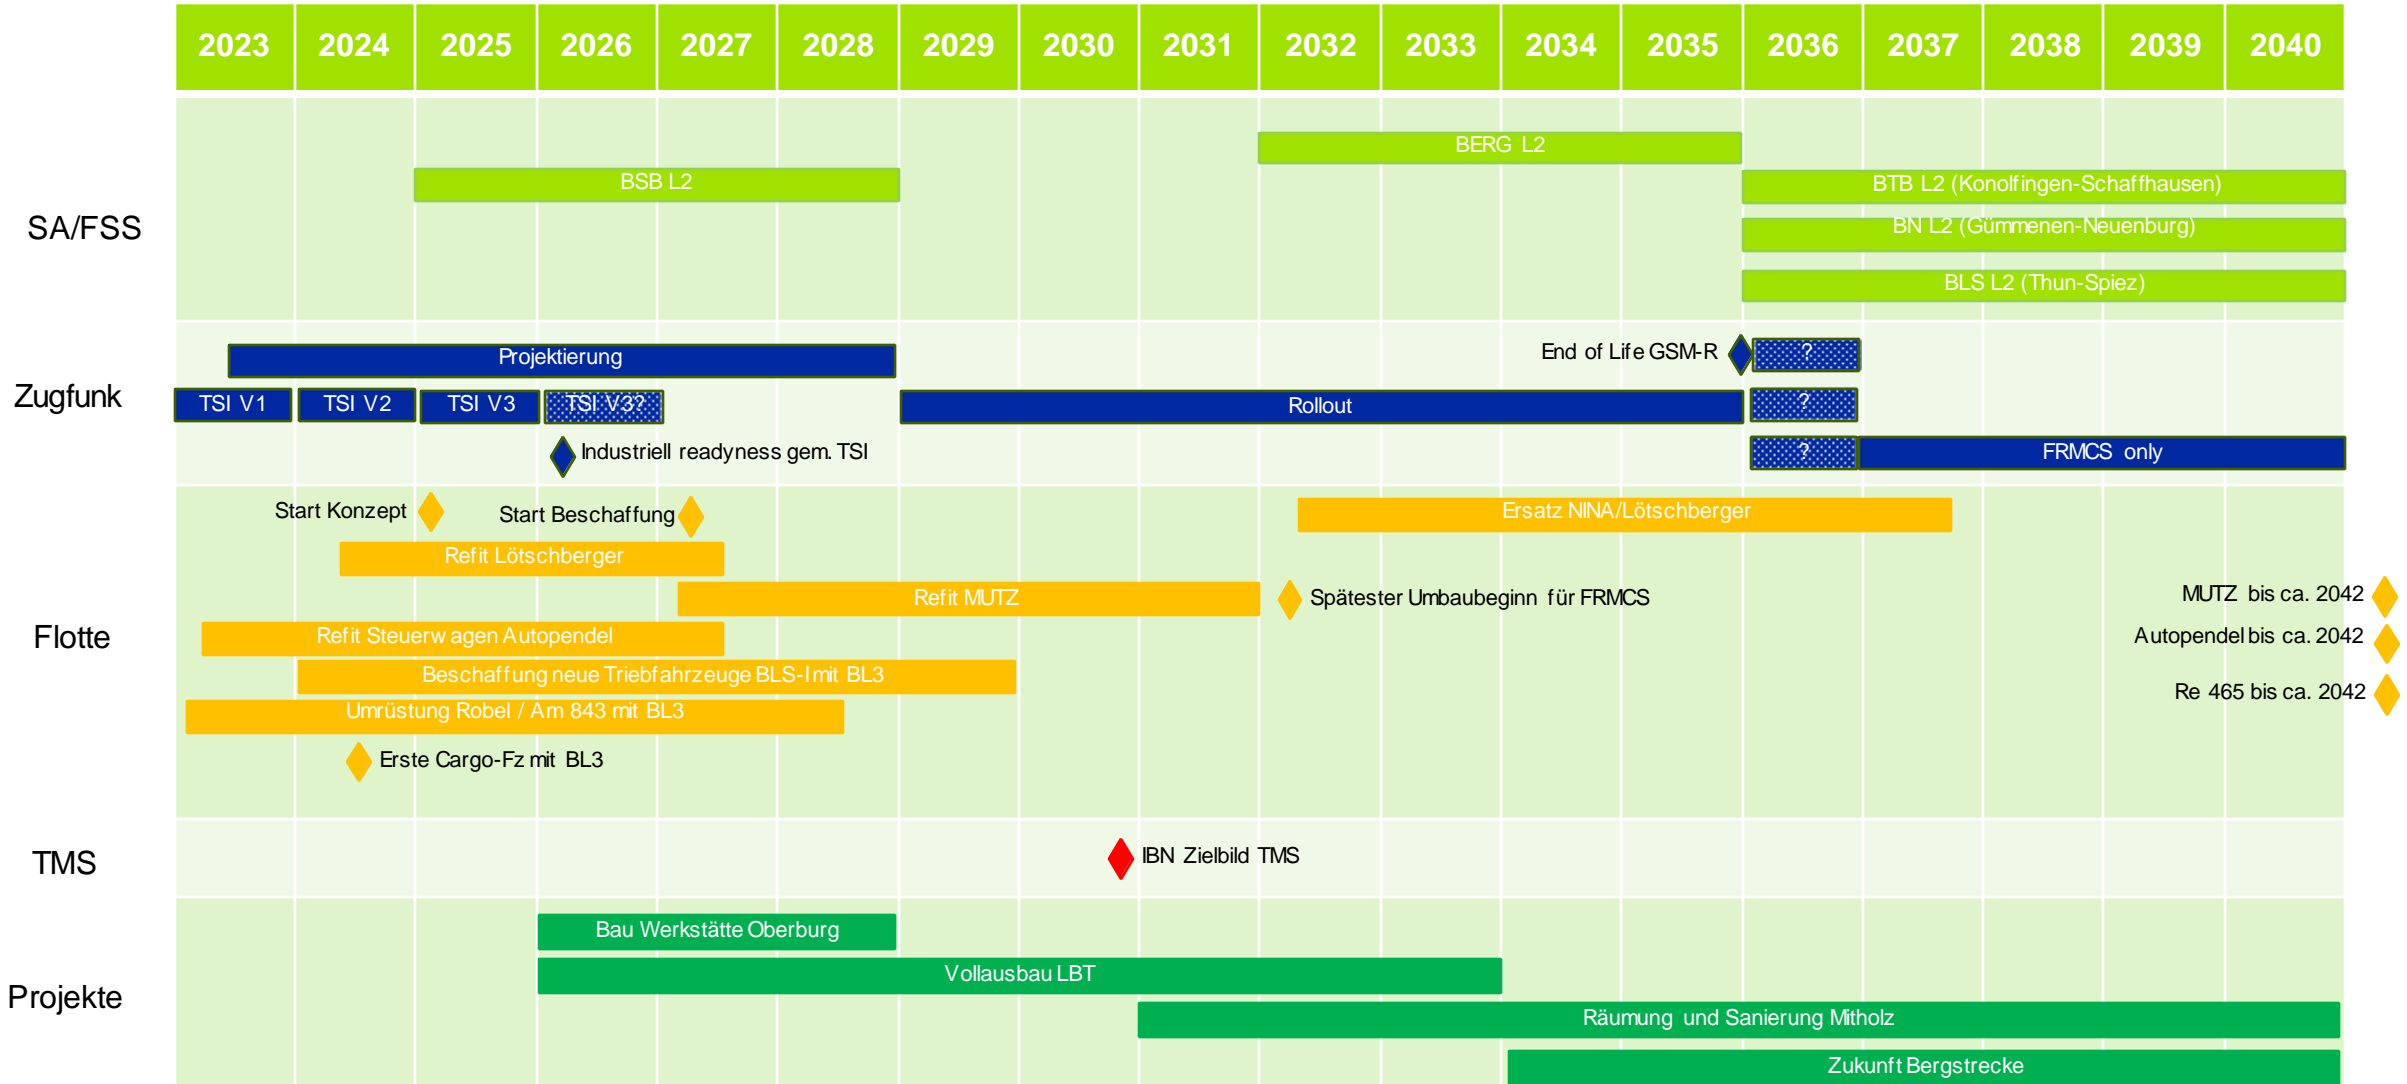 2023 2024 2025 2026 2027 2028 2029 2030 2031 2032 2033 2034 2035 2036 2037 2038 2039 2040
SA/FSS
BERG L2
BSB L2
BTB L2 (Konolfingen-Schaffhausen)
BN L2 (Gümmenen-Neuenburg)
BLS L2 (Thun-Spiez)
Zugfunk
Projektierung
End of Life GSM-R
?
TSI V1
TSI V2
TSI V3
TSI V3?
Rollout
?
Industriell readyness gem. TSI
?
FRMCS only
Flotte
Start Konzept
Start Beschaffung
Ersatz NINA/Lötschberger
Refit Lötschberger
Refit MUTZ
Spätester Umbaubeginn für FRMCS
MUTZ bis ca. 2042
Refit Steuerwagen Autopendel
Autopendel bis ca. 2042
Beschaffung neue Triebfahrzeuge BLS-I mit BL3
Re 465 bis ca. 2042
Umrüstung Robel / Am 843 mit BL3
Erste Cargo-Fz mit BL3
TMS
IBN Zielbild TMS
Projekte
Bau Werkstätte Oberburg
Vollausbau LBT
Räumung und Sanierung Mitholz
Zukunft Bergstrecke